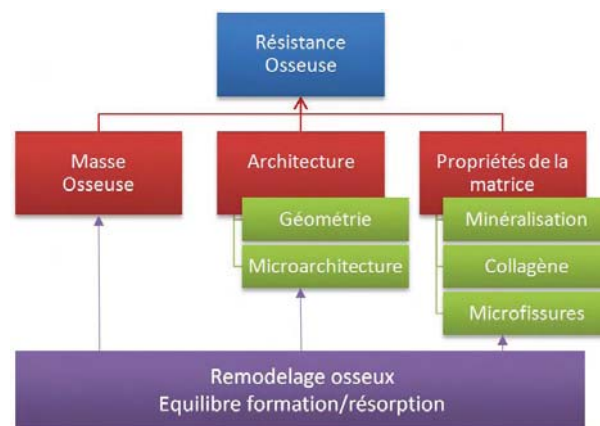 Résistance
Osseuse
Masse
Osseuse
Architecture
Géométrie
Microarchitecture
Propriétés de la
matrice
Minéralisation
Collagène
Microfissures
Remodelage osseux
Equilibre formation/résorption